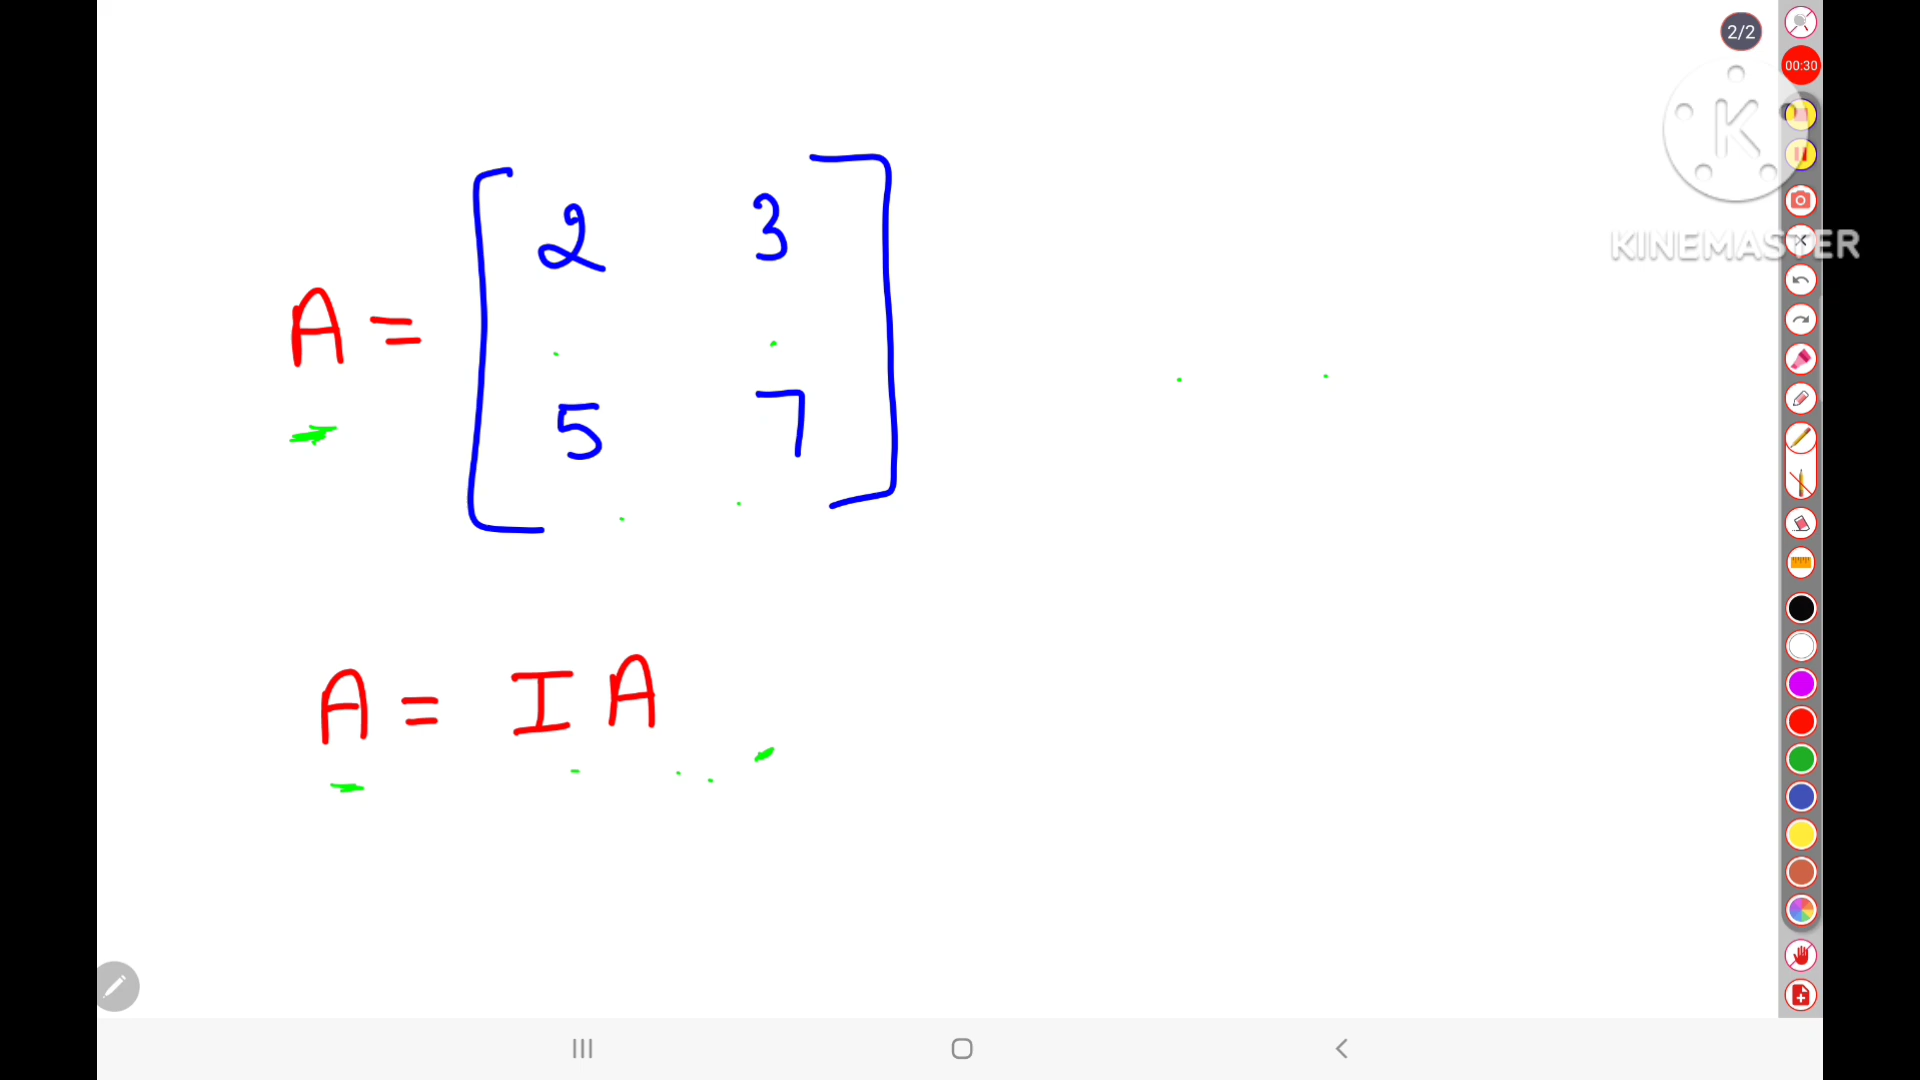 2/2
00:30
K
KINEMASTER
A = [ 2 3
5 7 ]
A = I A